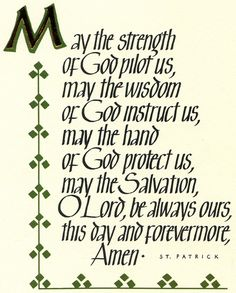 May the strength
of God pilot us,
may the wisdom
of God instruct us,
may the hand
of God protect us,
may the Salvation,
O Lord, be always ours,
this day and forevermore,
Amen • ST. PATRICK